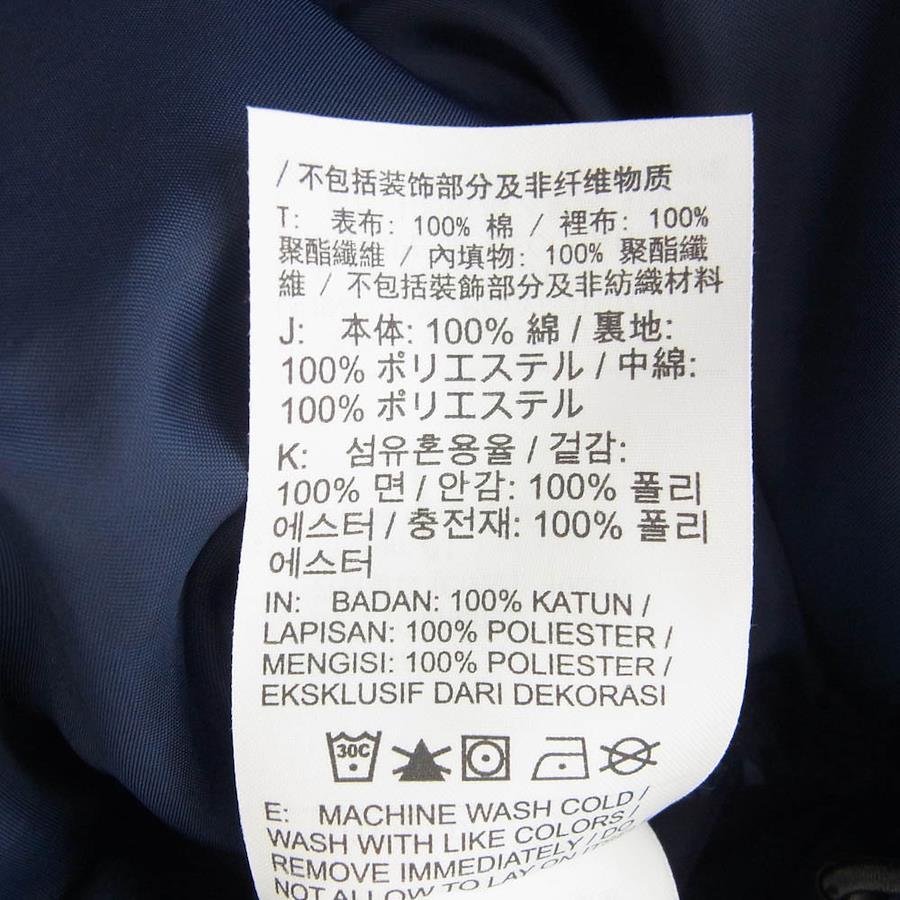 / 不包括装饰部分及非纤维物质
T: 表布: 100% 棉 / 裡布: 100%
聚酯纖維 / 內填物: 100% 聚酯纖
維 / 不包括裝飾部分及非紡織材料
J: 本体: 100% 綿 / 裏地:
100% ポリエステル / 中綿:
100% ポリエステル
K: 섬유혼용율 / 겉감:
100% 면 / 안감: 100% 폴리
에스터 / 충전재: 100% 폴리
에스터
IN: BADAN: 100% KATUN /
LAPISAN: 100% POLIESTER /
MENGISI: 100% POLIESTER /
EKSKLUSIF DARI DEKORASI
30C
E: MACHINE WASH COLD /
WASH WITH LIKE COLORS /
REMOVE IMMEDIATELY / DO
NOT ALLOW TO LAY ON